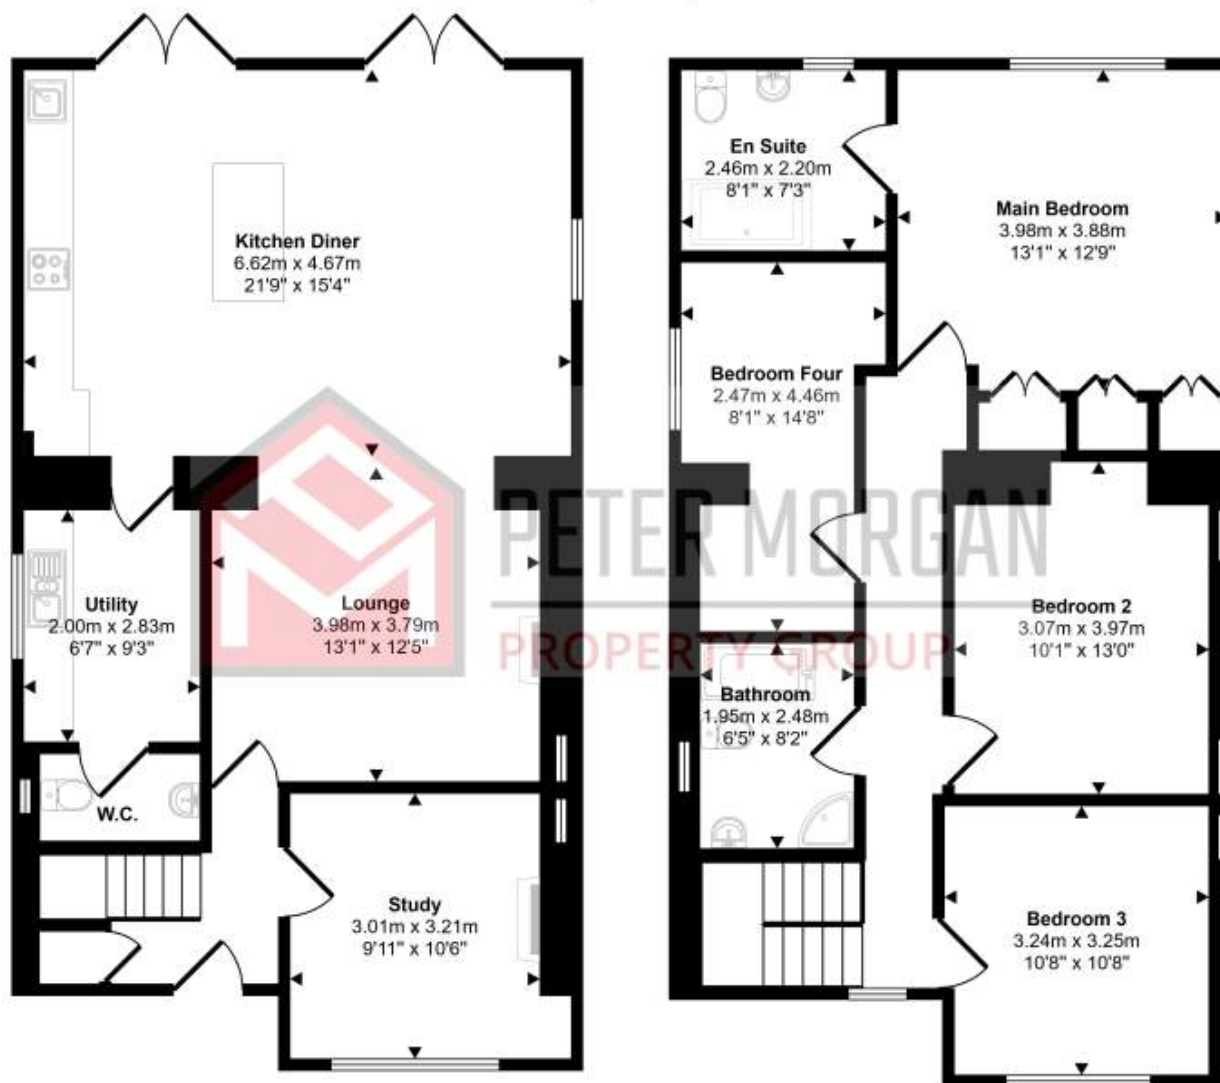 Kitchen Diner
6.62m x 4.67m
21'9" x 15'4"
Utility
2.00m x 2.83m
6'7" x 9'3"
Lounge
3.98m x 3.79m
13'1" x 12'5"
W.C.
Study
3.01m x 3.21m
9'11" x 10'6"
En Suite
2.46m x 2.20m
8'1" x 7'3"
Main Bedroom
3.98m x 3.88m
13'1" x 12'9"
Bedroom Four
2.47m x 4.46m
8'1" x 14'8"
Bedroom 2
3.07m x 3.97m
10'1" x 13'0"
Bathroom
1.95m x 2.48m
6'5" x 8'2"
Bedroom 3
3.24m x 3.25m
10'8" x 10'8"
PETER MORGAN
PROPERTY GROUP